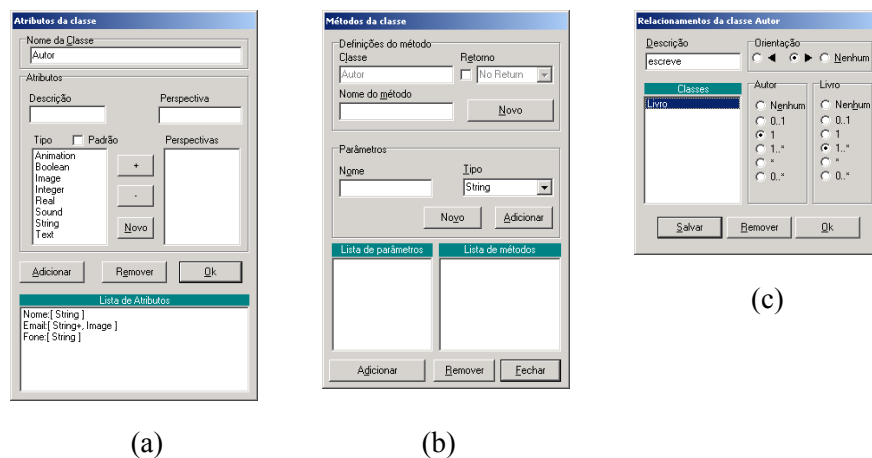 Atributos da classe
Nome da Classe
Autor
Atributos
Descrição Perspectiva
Tipo Padrão Perspectivas
Animation
Boolean
Image
Integer
Real
Sound
String
Text
+
-
Novo
Adicionar Remover Ok
Lista de Atributos
Nome:[ String ]
Email:[ String+, Image ]
Fone:[ String ]
(a)
Métodos da classe
Definições do método
Classe Retorno
Autor No Return
Nome do método
Novo
Parâmetros
Nome Tipo
String
Novo Adicionar
Lista de parâmetros Lista de métodos
Adicionar Remover Fechar
(b)
Relacionamentos da classe Autor
Descrição Orientação
escreve Nenhum
Classes
Livro
Autor
Nenhum
0..1
1
1..*
*
0..*
Livro
Nenhum
0..1
1
1..*
*
0..*
Salvar Remover Ok
(c)